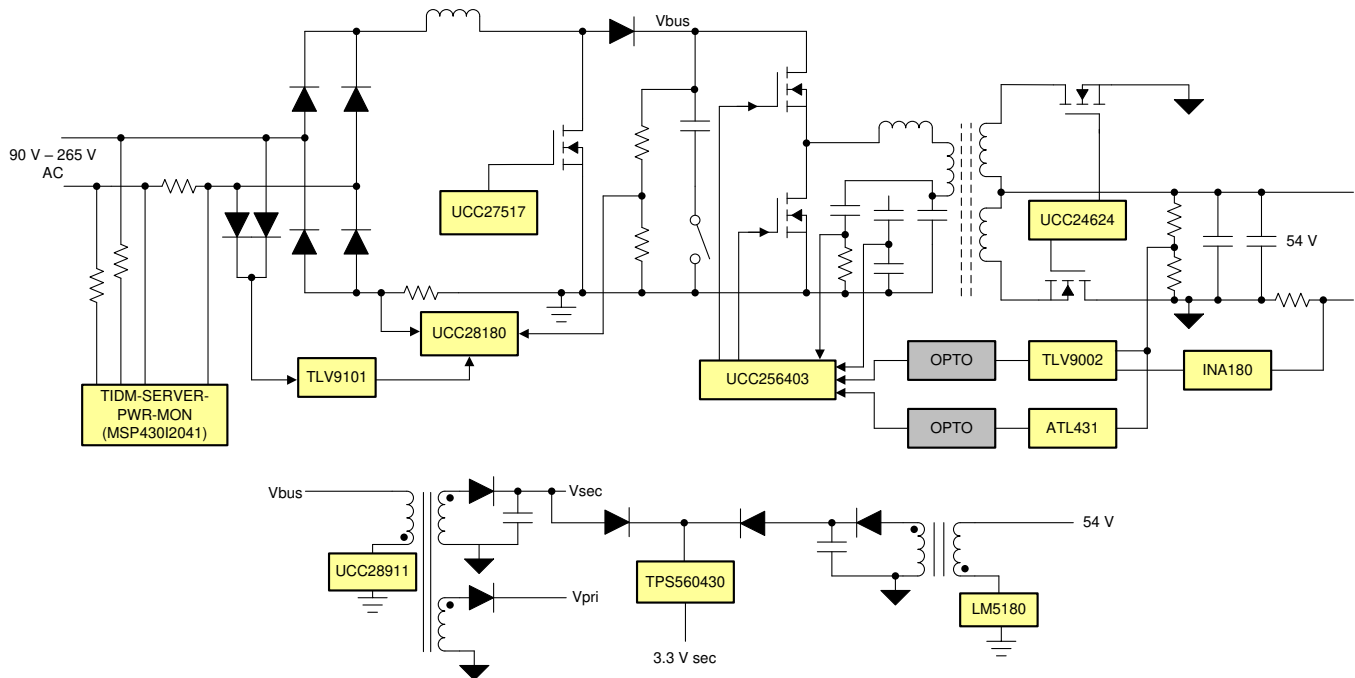 Vbus
90 V – 265 V
AC
UCC27517
UCC24624
54 V
UCC28180
TLV9101
UCC256403
OPTO
TLV9002
INA180
TIDM-SERVER-
PWR-MON
(MSP430I2041)
OPTO
ATL431
Vbus
Vsec
54 V
UCC28911
TPS560430
Vpri
LM5180
3.3 V sec